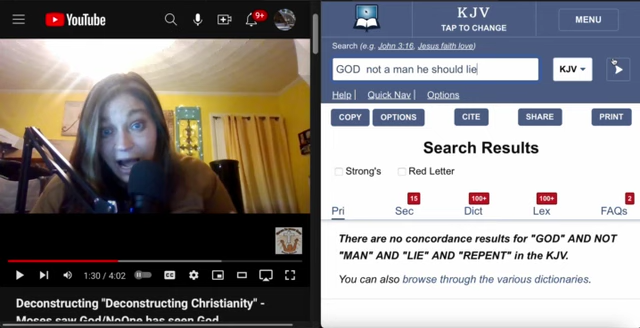 YouTube
9+
1:30 / 4:02
CC
Deconstructing "Deconstructing Christianity" -
Moses saw God/NoOne has seen God
KJV
TAP TO CHANGE
MENU
Search (e.g. John 3:16, Jesus faith love)
GOD  not a man he should lie
KJV
Help | Quick Nav | Options
COPY
OPTIONS
CITE
SHARE
PRINT
Search Results
Strong's
Red Letter
15
100+
100+
2
Pri
Sec
Dict
Lex
FAQs
There are no concordance results for "GOD" AND NOT
"MAN" AND "LIE" AND "REPENT" in the KJV.
You can also browse through the various dictionaries.